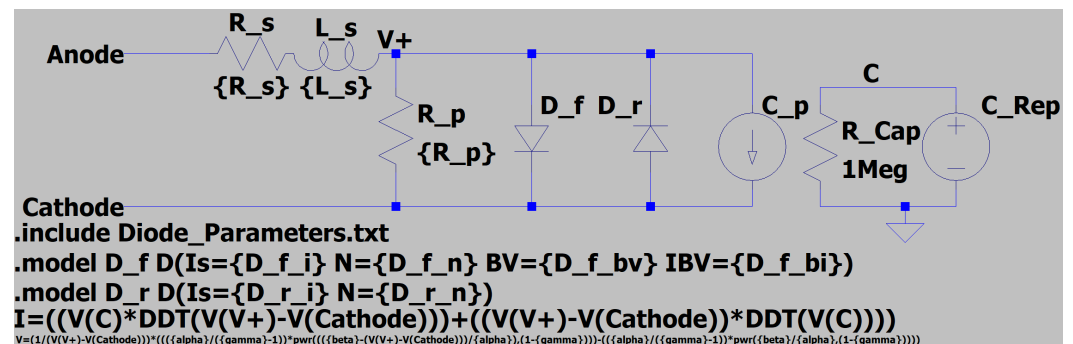 R_s L_s V+
Anode
{R_s} {L_s}
C
D_f D_r C_p C_Rep
R_p
R_Cap
{R_p}
1Meg
Cathode
.include Diode_Parameters.txt
.model D_f D(Is={D_f_i} N={D_f_n} BV={D_f_bv} IBV={D_f_bi})
.model D_r D(Is={D_r_i} N={D_r_n})
I=((V(C)*DDT(V(V+)-V(Cathode)))+((V(V+)-V(Cathode))*DDT(V(C))))
V=(1/(V(V+)-V(Cathode)))*((({alpha}/({gamma}-1))*pwr((({beta}-(V(V+)-V(Cathode)))/{alpha}),(1-{gamma})))-(({alpha}/({gamma}-1))*pwr({beta}/{alpha},(1-{gamma}))))